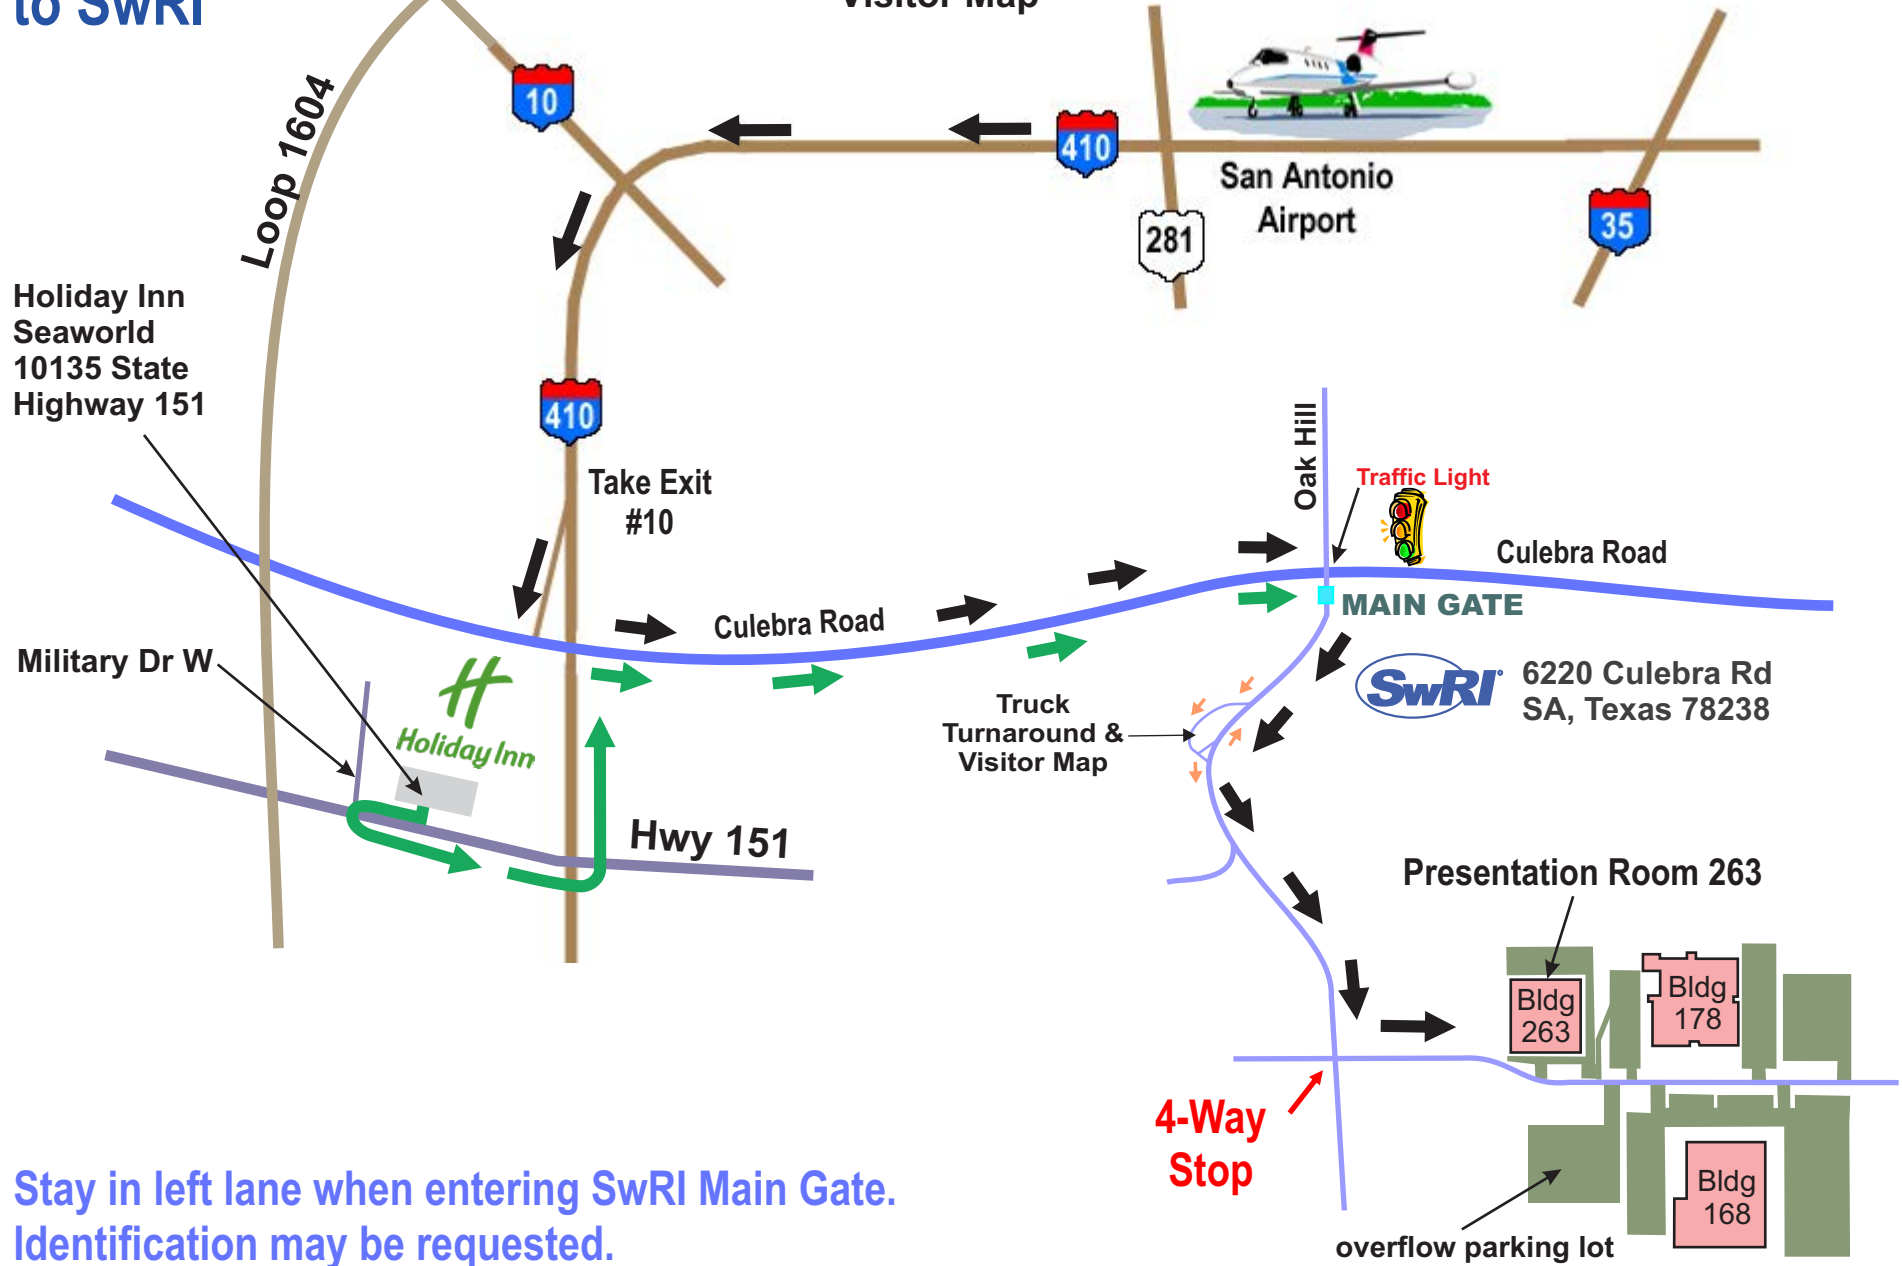 to SwRI
Visitor Map
Loop 1604
10
410
San Antonio
Airport
281
35
Holiday Inn
Seaworld
10135 State
Highway 151
410
Take Exit
#10
Oak Hill
Traffic Light
Culebra Road
Culebra Road
MAIN GATE
Military Dr W
Holiday Inn
SwRI
6220 Culebra Rd
SA, Texas 78238
Truck
Turnaround &
Visitor Map
Hwy 151
Presentation Room 263
Bldg
263
Bldg
178
4-Way
Stop
Bldg
168
overflow parking lot
Stay in left lane when entering SwRI Main Gate.
Identification may be requested.